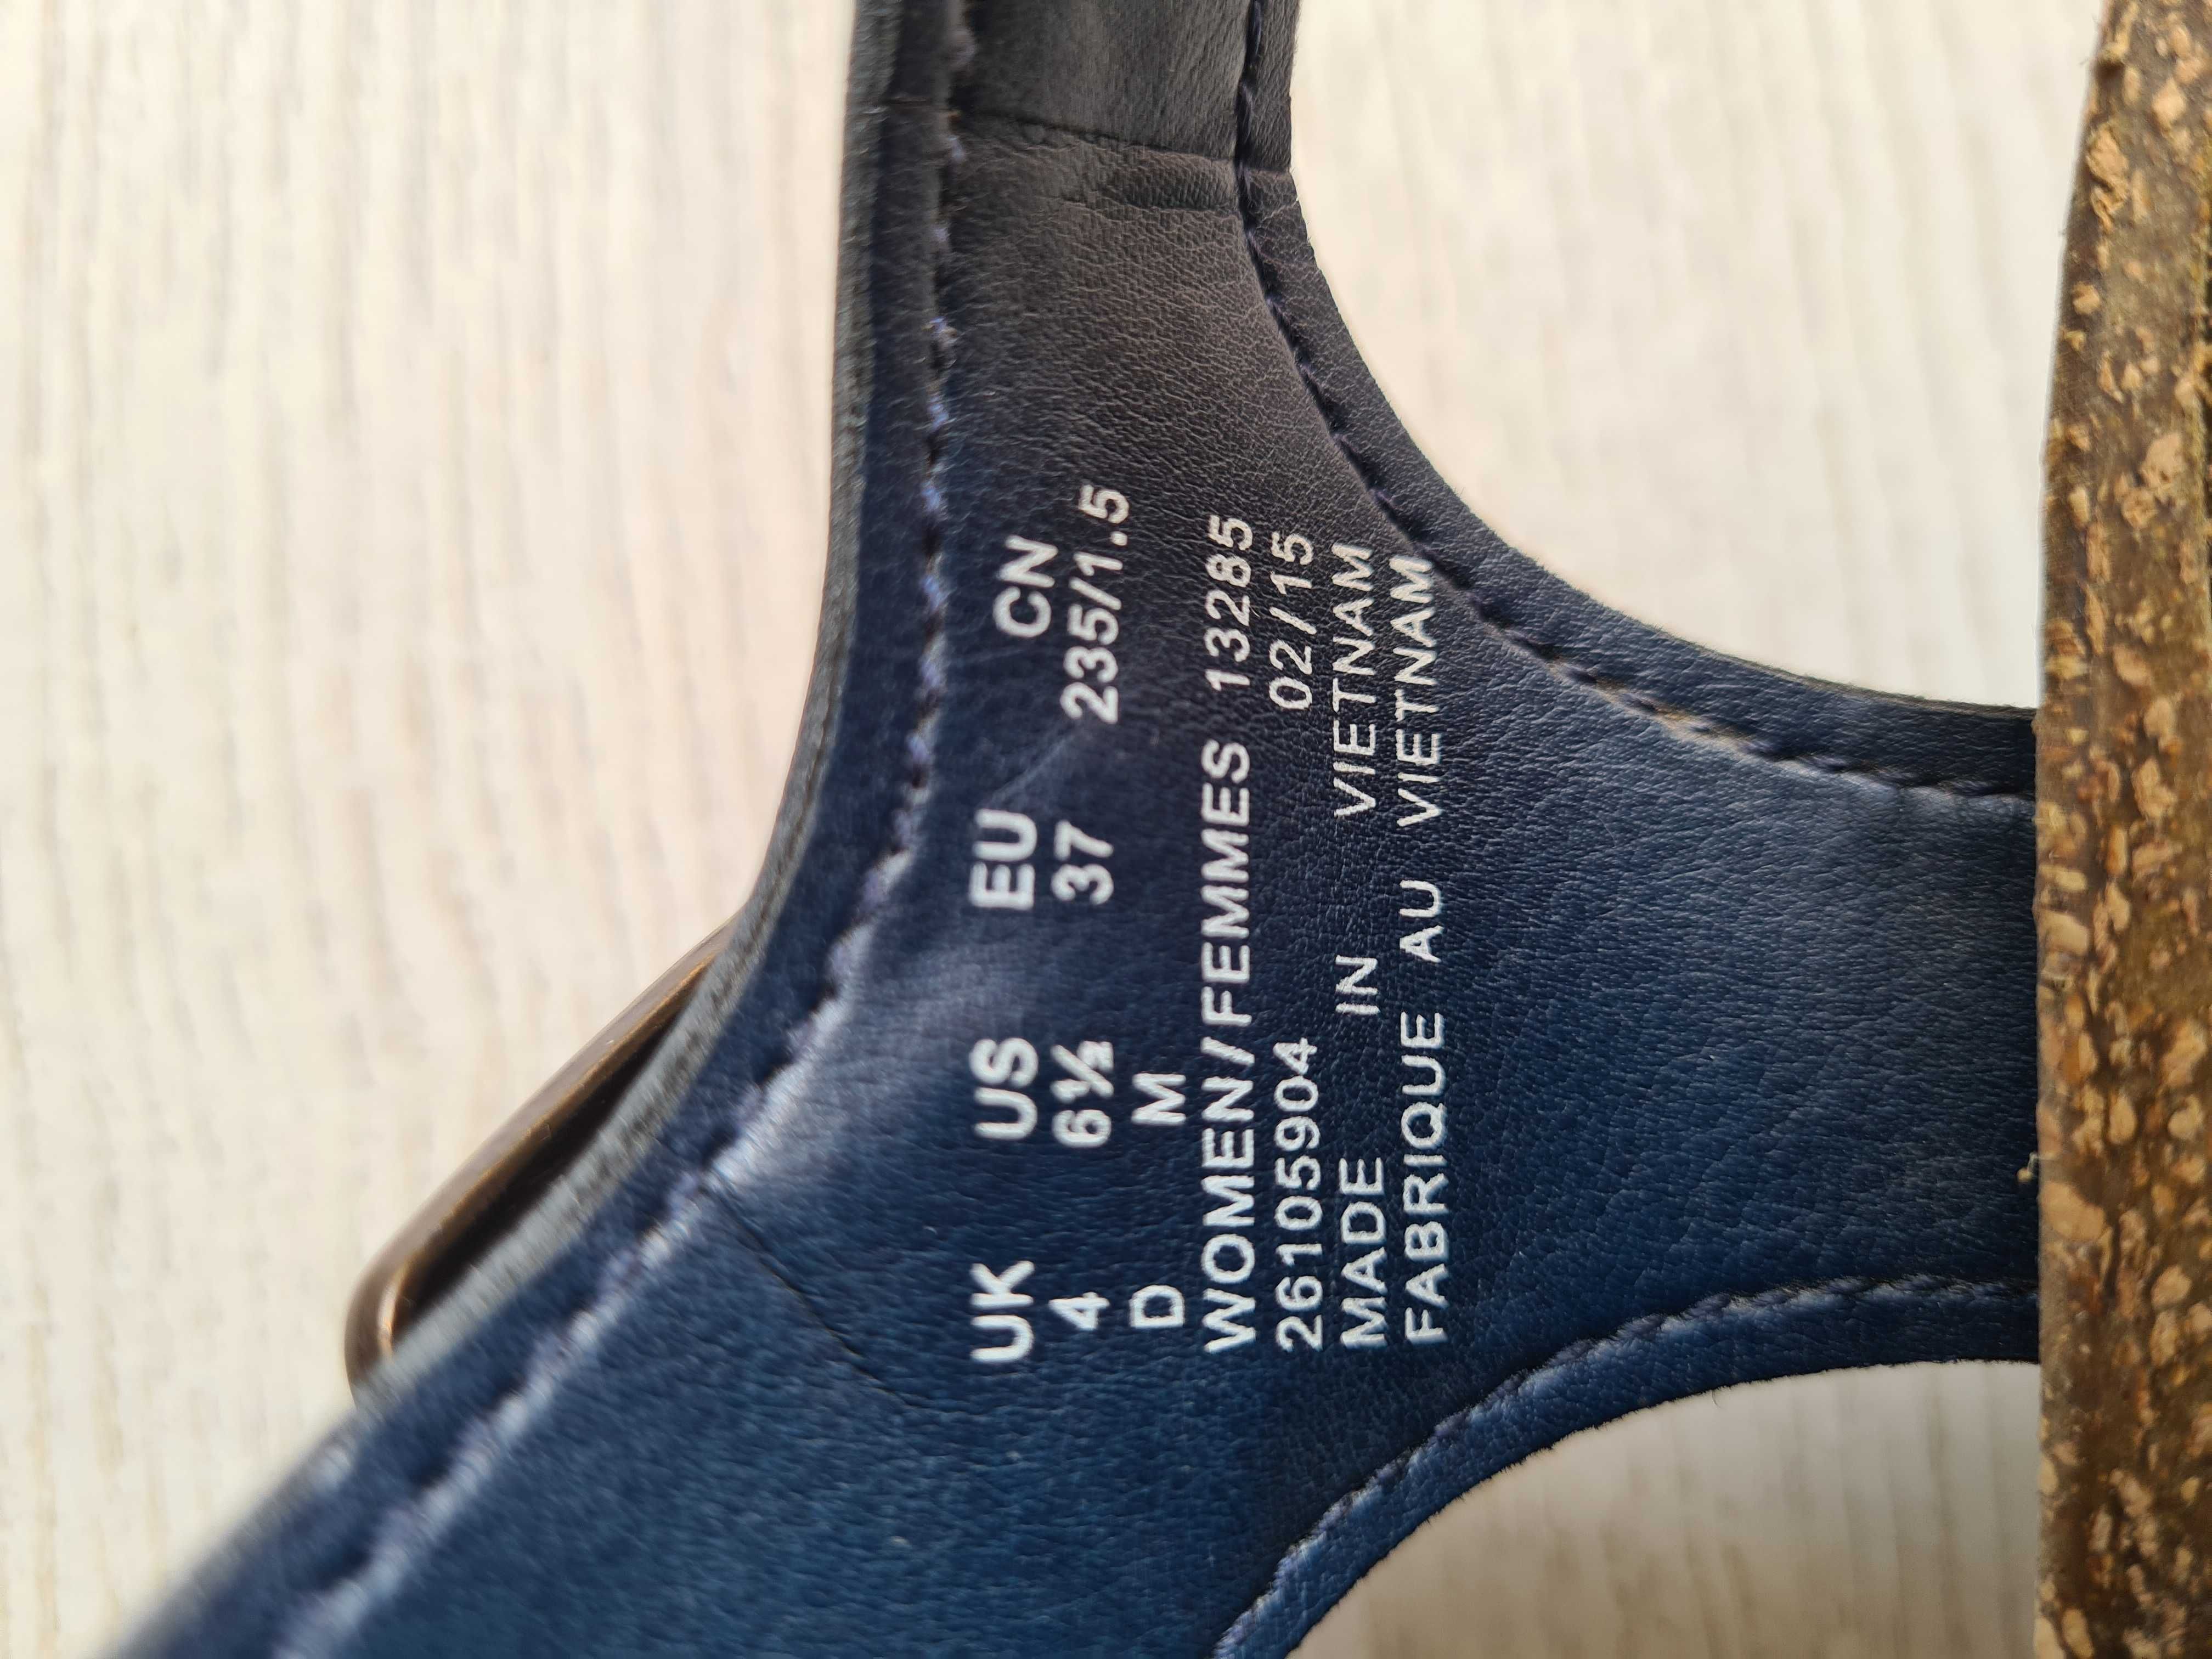 UK US EU CN
4 6½ 37 235/1.5
D M
WOMEN/FEMMES 13285
26105904 02/15
MADE IN VIETNAM
FABRIQUE AU VIETNAM